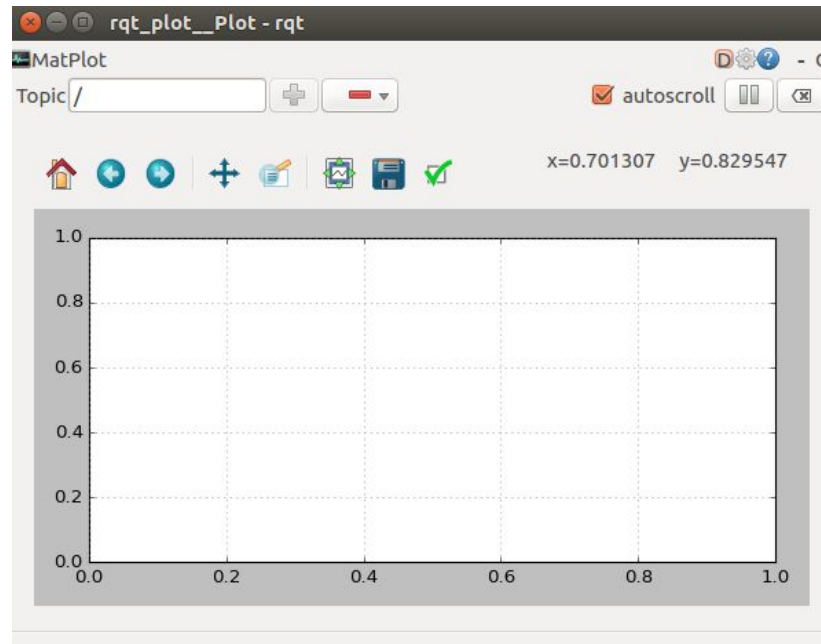 rqt_plot__Plot - rqt
MatPlot
D ? -
Topic /
autoscroll
x=0.701307 y=0.829547
1.0
0.8
0.6
0.4
0.2
0.0
0.0 0.2 0.4 0.6 0.8 1.0